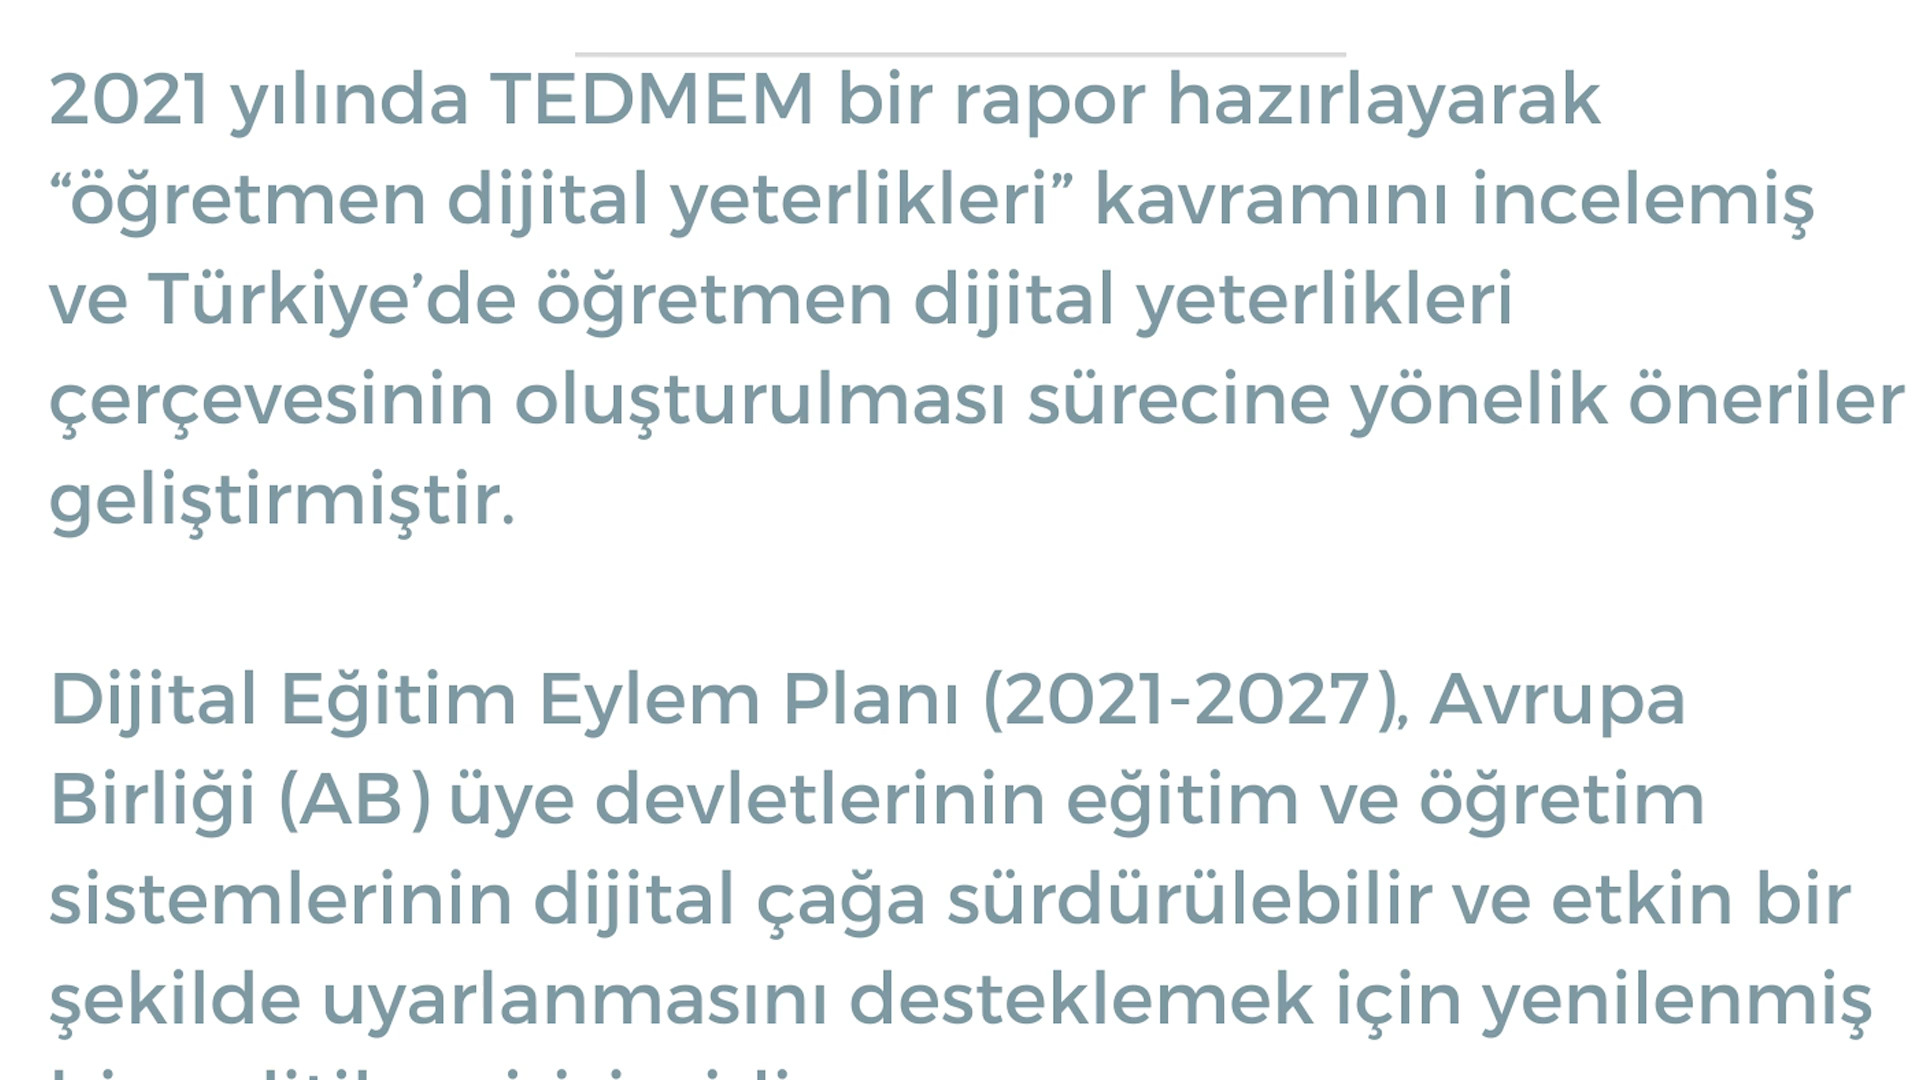 2021 yılında TEDMEM bir rapor hazırlayarak
“öğretmen dijital yeterlikleri” kavramını incelemiş
ve Türkiye’de öğretmen dijital yeterlikleri
çerçevesinin oluşturulması sürecine yönelik öneriler
geliştirmiştir.
Dijital Eğitim Eylem Planı (2021-2027), Avrupa
Birliği (AB) üye devletlerinin eğitim ve öğretim
sistemlerinin dijital çağa sürdürülebilir ve etkin bir
şekilde uyarlanmasını desteklemek için yenilenmiş